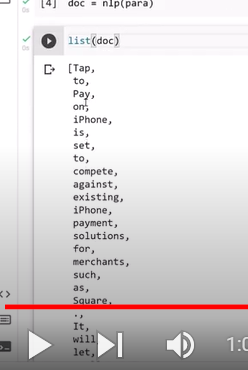 [4] doc = nlp(para)
list(doc)
[Tap,
to,
Pay,
on,
iPhone,
is,
set,
to,
compete,
against,
existing,
iPhone,
payment,
solutions,
for,
merchants,
such,
as,
Square,
.,
It,
will
let,
1:0